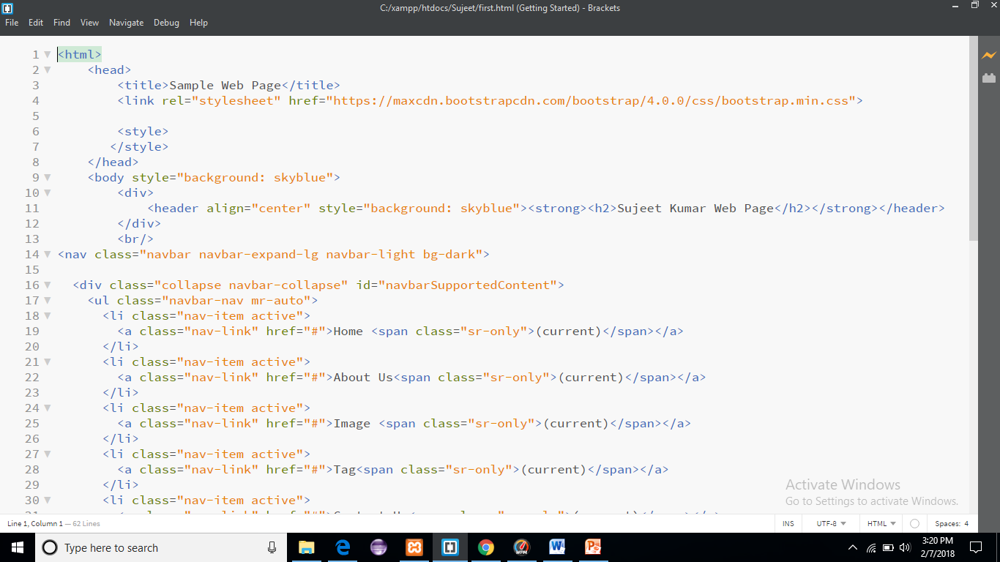 C:/xampp/htdocs/Sujeet/first.html (Getting Started) - Brackets
File Edit Find View Navigate Debug Help
1 <html>
2 <head>
3 <title>Sample Web Page</title>
4 <link rel="stylesheet" href="https://maxcdn.bootstrapcdn.com/bootstrap/4.0.0/css/bootstrap.min.css">
5
6 <style>
7 </style>
8 </head>
9 <body style="background: skyblue">
10 <div>
11 <header align="center" style="background: skyblue"><strong><h2>Sujeet Kumar Web Page</h2></strong></header>
12 </div>
13 <br/>
14 <nav class="navbar navbar-expand-lg navbar-light bg-dark">
15
16 <div class="collapse navbar-collapse" id="navbarSupportedContent">
17 <ul class="navbar-nav mr-auto">
18 <li class="nav-item active">
19 <a class="nav-link" href="#">Home <span class="sr-only">(current)</span></a>
20 </li>
21 <li class="nav-item active">
22 <a class="nav-link" href="#">About Us<span class="sr-only">(current)</span></a>
23 </li>
24 <li class="nav-item active">
25 <a class="nav-link" href="#">Image <span class="sr-only">(current)</span></a>
26 </li>
27 <li class="nav-item active">
28 <a class="nav-link" href="#">Tag<span class="sr-only">(current)</span></a>
29 </li>
30 <li class="nav-item active">
Activate Windows
Go to Settings to activate Windows.
Line 1, Column 1 — 62 Lines
INS UTF-8 HTML Spaces: 4
Type here to search
WPM
3:20 PM
2/7/2018